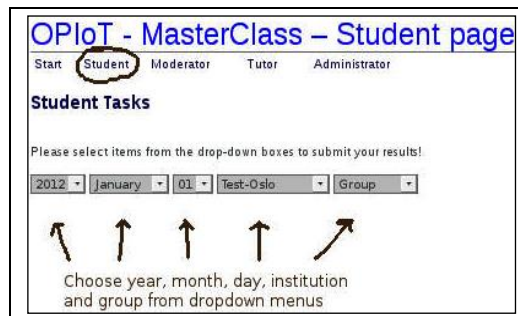 OPIoT - MasterClass – Student page
Start Student Moderator Tutor Administrator
Student Tasks
Please select items from the drop-down boxes to submit your results!
2012 January 01 Test-Oslo Group
Choose year, month, day, institution
and group from dropdown menus